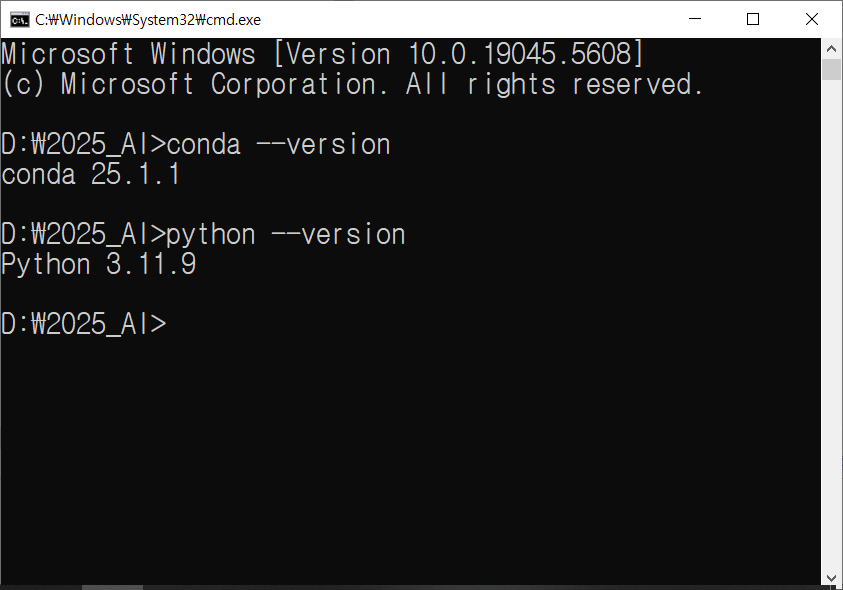 C:₩Windows₩System32₩cmd.exe
Microsoft Windows [Version 10.0.19045.5608]
(c) Microsoft Corporation. All rights reserved.
D:₩2025_AI>conda --version
conda 25.1.1
D:₩2025_AI>python --version
Python 3.11.9
D:₩2025_AI>